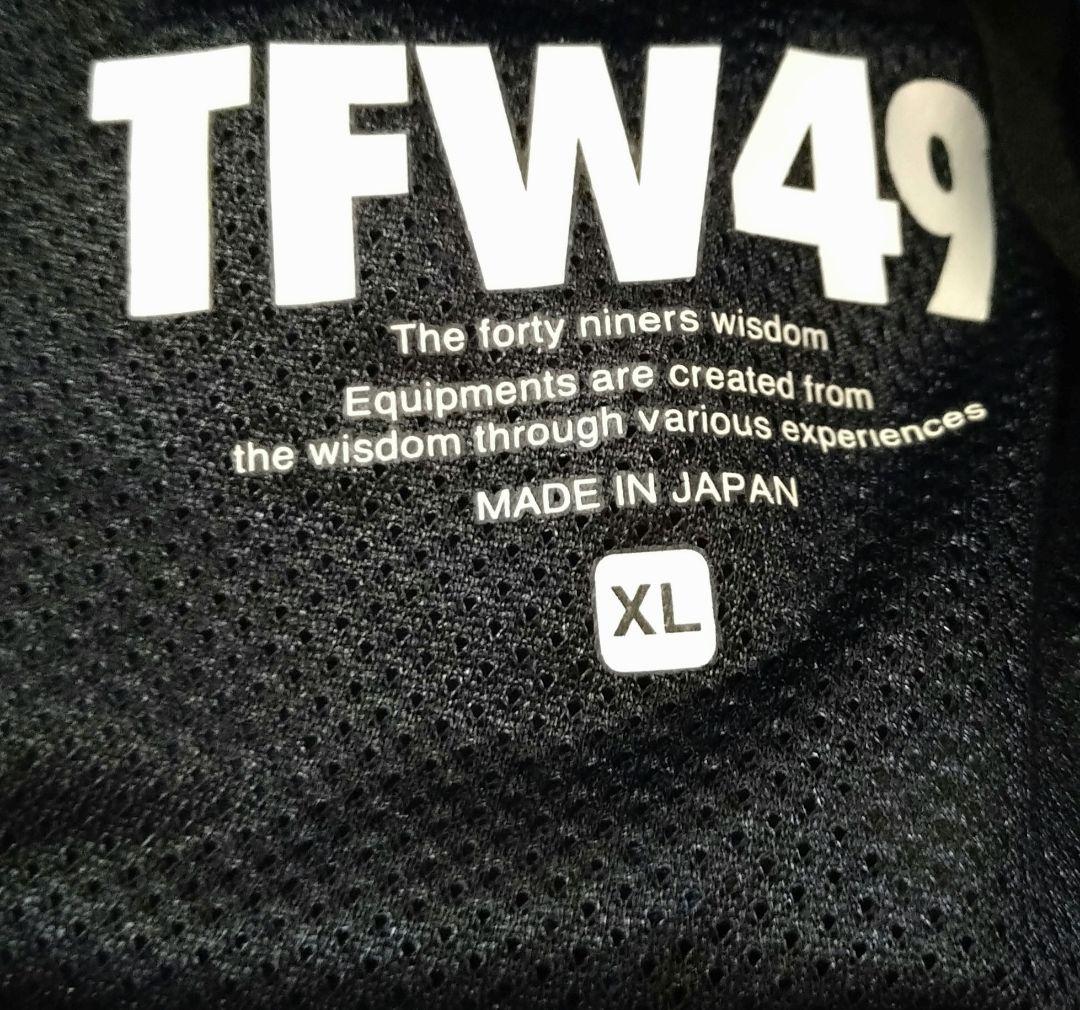 TFW49
The forty niners wisdom
Equipments are created from
the wisdom through various experiences
MADE IN JAPAN
XL